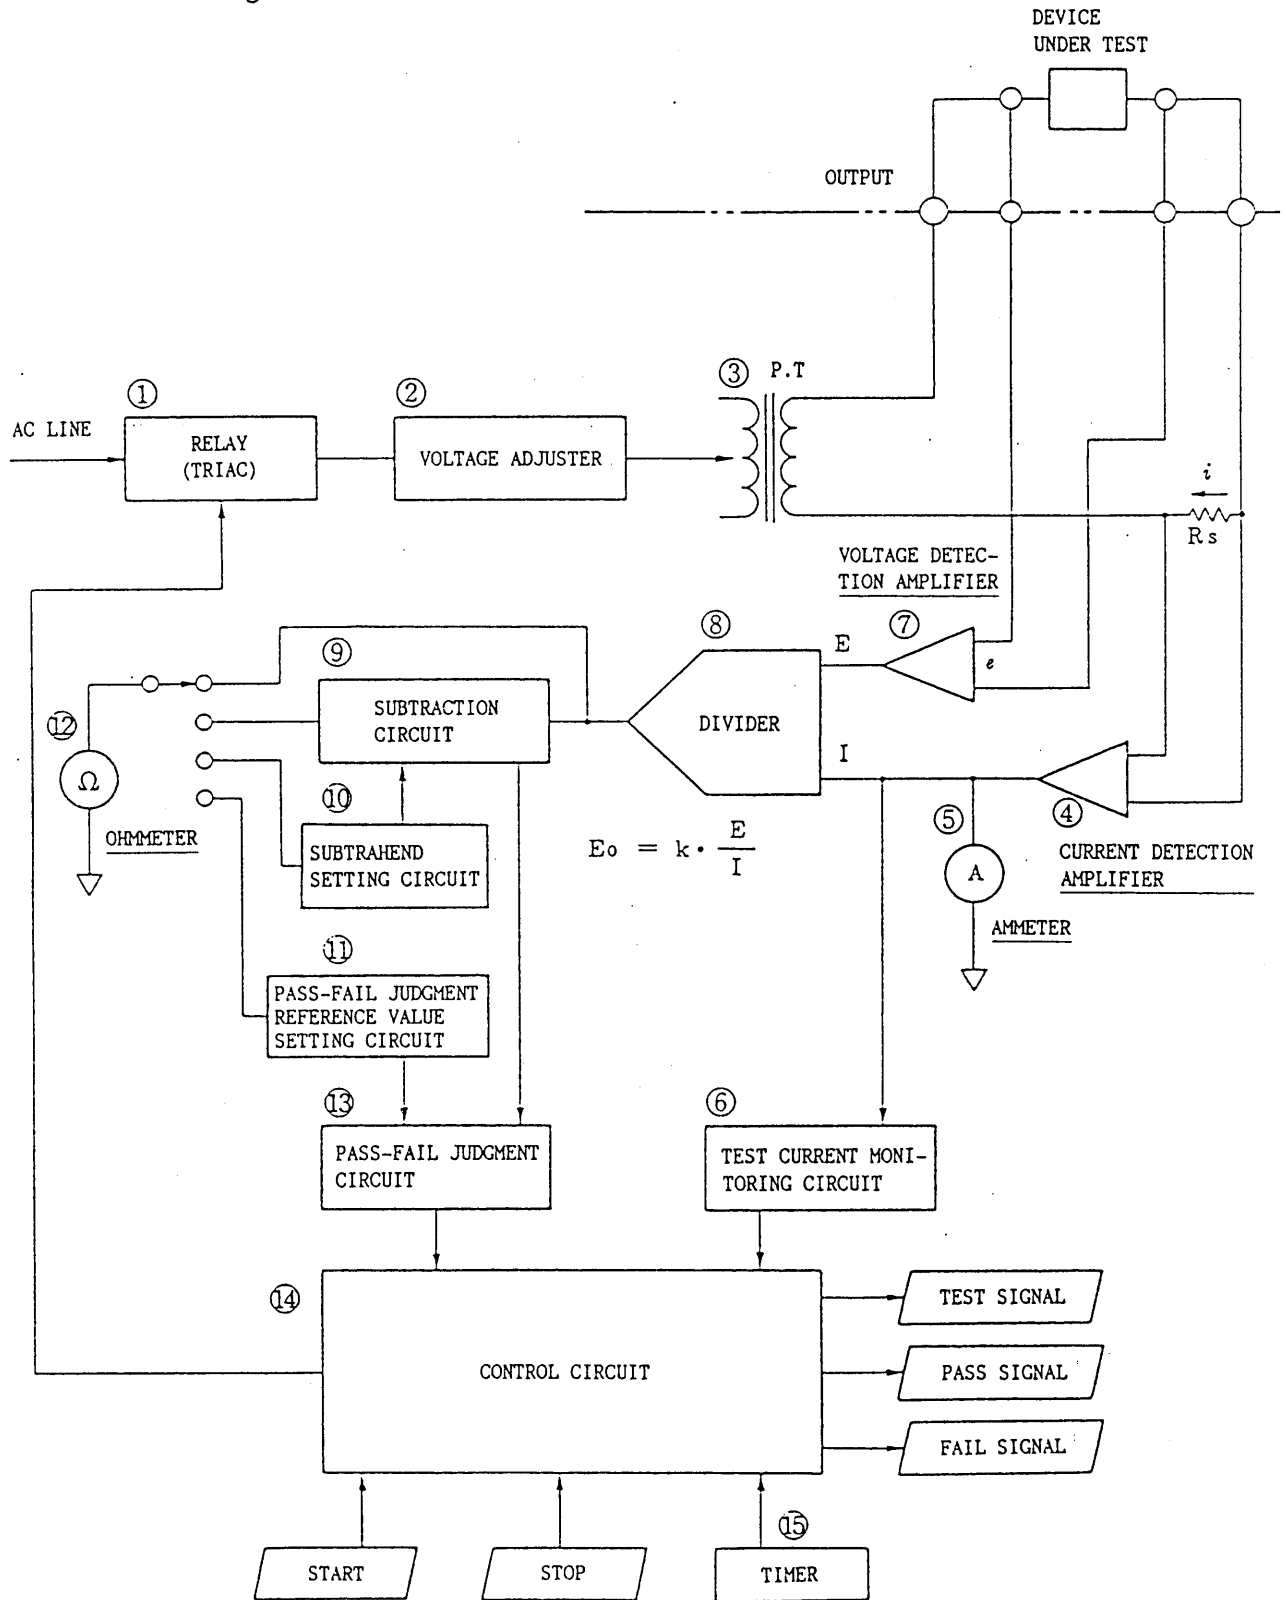 DEVICE
UNDER TEST
OUTPUT
③ P.T
①
②
AC LINE
RELAY
(TRIAC)
VOLTAGE ADJUSTER
i
Rs
VOLTAGE DETEC-
TION AMPLIFIER
⑦
⑧
E
e
⑨
SUBTRACTION
CIRCUIT
DIVIDER
⑫
Ω
OHMMETER
I
⑩
SUBTRAHEND
SETTING CIRCUIT
Eo = k· E
I
⑤
④
A
CURRENT DETECTION
AMPLIFIER
AMMETER
⑪
PASS-FAIL JUDGMENT
REFERENCE VALUE
SETTING CIRCUIT
⑬
PASS-FAIL JUDGMENT
CIRCUIT
⑥
TEST CURRENT MONI-
TORING CIRCUIT
⑭
CONTROL CIRCUIT
TEST SIGNAL
PASS SIGNAL
FAIL SIGNAL
⑮
START
STOP
TIMER